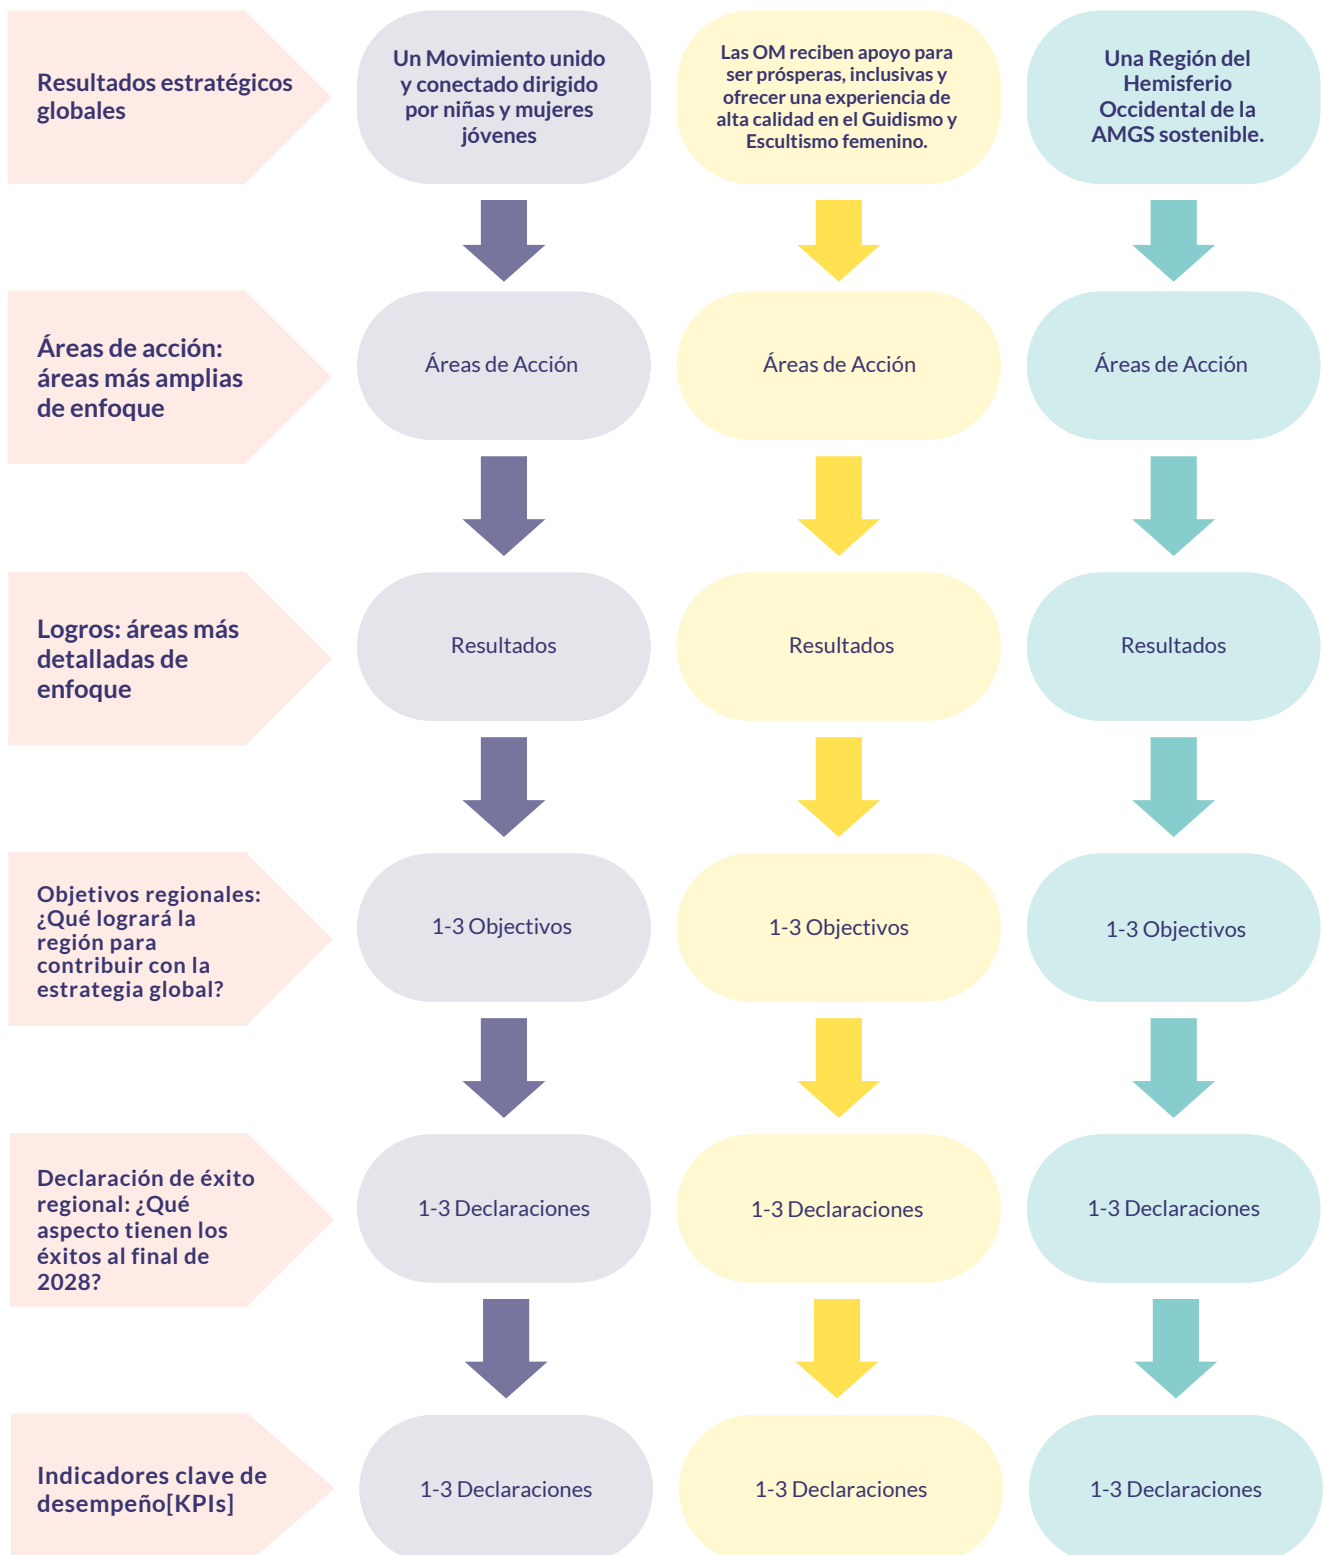 Resultados estratégicos
globales
Un Movimiento unido
y conectado dirigido
por niñas y mujeres
jóvenes
Las OM reciben apoyo para
ser prósperas, inclusivas y
ofrecer una experiencia de
alta calidad en el Guidismo y
Escultismo femenino.
Una Región del
Hemisferio
Occidental de la
AMGS sostenible.
Áreas de acción:
áreas más amplias
de enfoque
Áreas de Acción
Áreas de Acción
Áreas de Acción
Logros: áreas más
detalladas de
enfoque
Resultados
Resultados
Resultados
Objetivos regionales:
¿Qué logrará la
región para
contribuir con la
estrategia global?
1-3 Objectivos
1-3 Objectivos
1-3 Objectivos
Declaración de éxito
regional: ¿Qué
aspecto tienen los
éxitos al final de
2028?
1-3 Declaraciones
1-3 Declaraciones
1-3 Declaraciones
Indicadores clave de
desempeño[KPIs]
1-3 Declaraciones
1-3 Declaraciones
1-3 Declaraciones